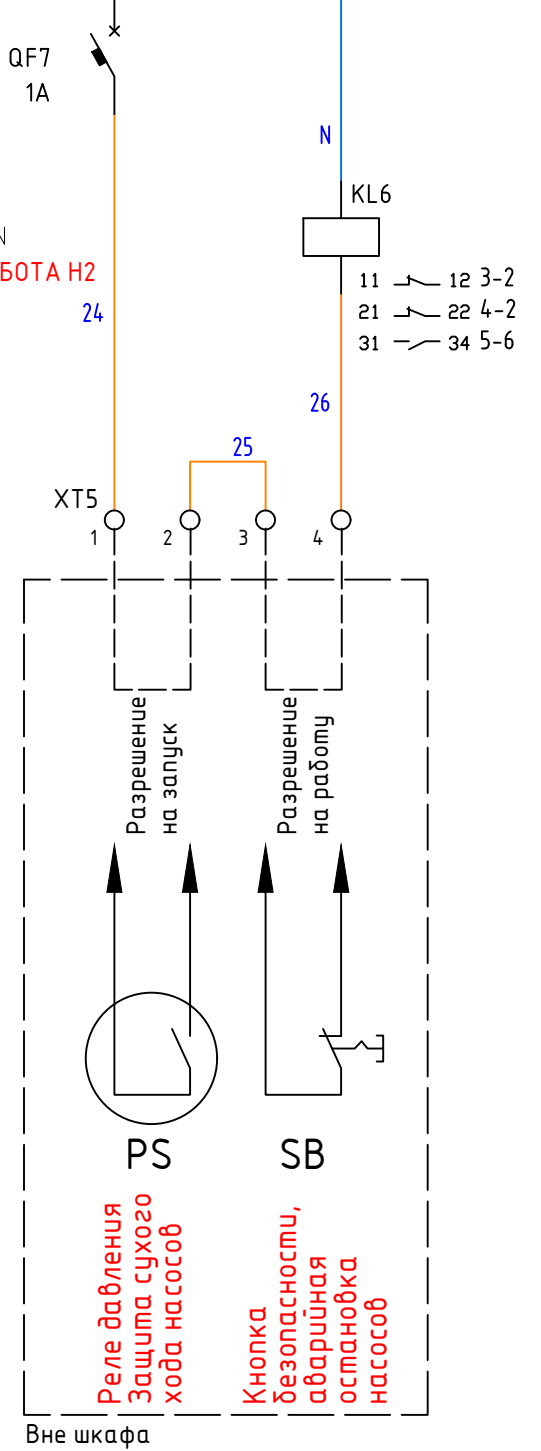 QF7
1A
N
N
БОТА Н2
24
KL6
11 12 3-2
21 22 4-2
31 34 5-6
26
25
XT5
1
2
3
4
Разрешение
на запуск
Разрешение
на работу
PS
SB
Реле давления
Защита сухого
хода насосов
Кнопка
безопасности,
аварийная
остановка
насосов
Вне шкафа